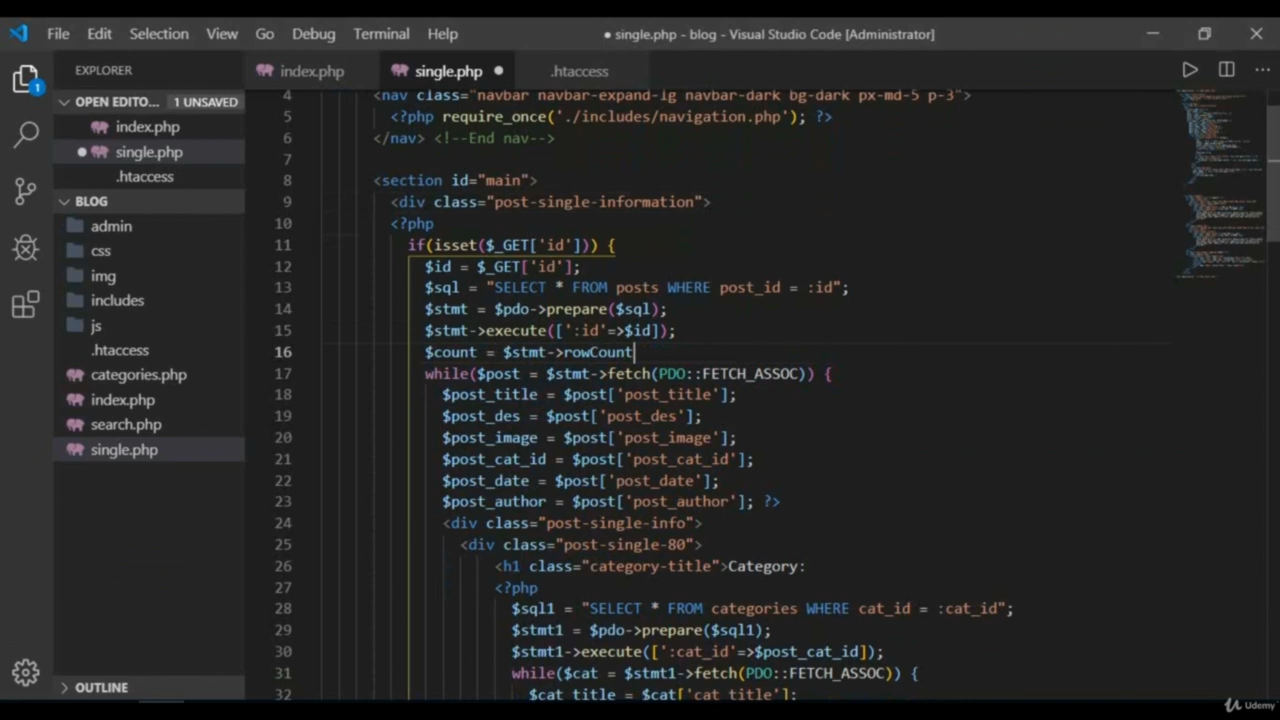 File Edit Selection View Go Debug Terminal Help ● single.php - blog - Visual Studio Code [Administrator]
EXPLORER
index.php single.php ● .htaccess
1
OPEN EDITO... 1 UNSAVED
index.php
● single.php
.htaccess
BLOG
admin
css
img
includes
js
.htaccess
categories.php
index.php
search.php
single.php
OUTLINE
4 <nav class="navbar navbar-expand-lg navbar-dark bg-dark px-md-5 p-3">
5 <?php require_once('./includes/navigation.php'); ?>
6 </nav> <!--End nav-->
7
8 <section id="main">
9 <div class="post-single-information">
10 <?php
11 if(isset($_GET['id'])) {
12 $id = $_GET['id'];
13 $sql = "SELECT * FROM posts WHERE post_id = :id";
14 $stmt = $pdo->prepare($sql);
15 $stmt->execute([':id'=>$id]);
16 $count = $stmt->rowCount
17 while($post = $stmt->fetch(PDO::FETCH_ASSOC)) {
18 $post_title = $post['post_title'];
19 $post_des = $post['post_des'];
20 $post_image = $post['post_image'];
21 $post_cat_id = $post['post_cat_id'];
22 $post_date = $post['post_date'];
23 $post_author = $post['post_author']; ?>
24 <div class="post-single-info">
25 <div class="post-single-80">
26 <h1 class="category-title">Category:
27 <?php
28 $sql1 = "SELECT * FROM categories WHERE cat_id = :cat_id";
29 $stmt1 = $pdo->prepare($sql1);
30 $stmt1->execute([':cat_id'=>$post_cat_id]);
31 while($cat = $stmt1->fetch(PDO::FETCH_ASSOC)) {
32 $cat_title = $cat['cat_title'];
Udemy